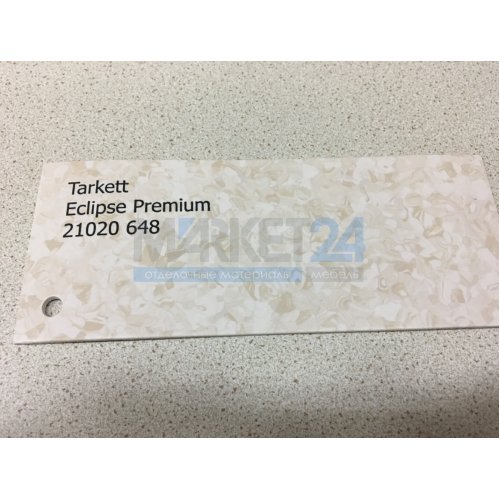 Tarkett
Eclipse Premium
21020 648
MARKET24
отделочные материалы мебель